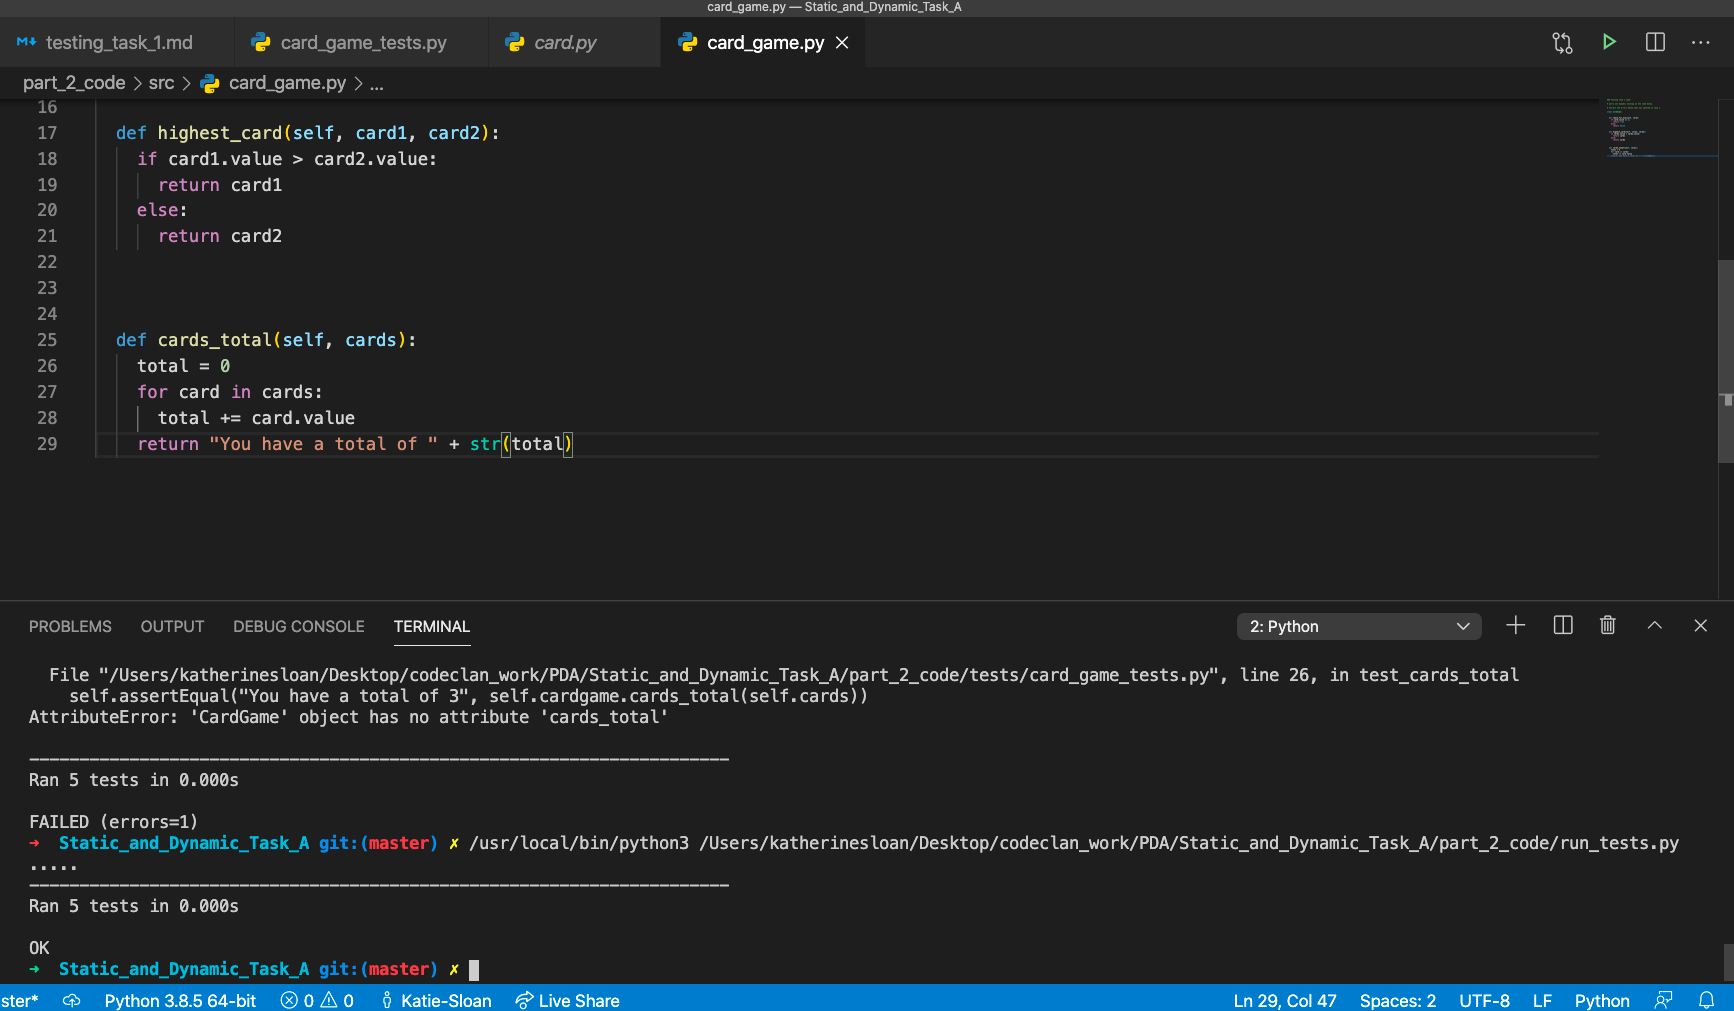 card_game.py — Static_and_Dynamic_Task_A
testing_task_1.md card_game_tests.py card.py card_game.py
part_2_code > src > card_game.py > ...
16
17 def highest_card(self, card1, card2):
18 if card1.value > card2.value:
19 return card1
20 else:
21 return card2
22
23
24
25 def cards_total(self, cards):
26 total = 0
27 for card in cards:
28 total += card.value
29 return "You have a total of " + str(total)
PROBLEMS OUTPUT DEBUG CONSOLE TERMINAL 2: Python
File "/Users/katherinesloan/Desktop/codeclan_work/PDA/Static_and_Dynamic_Task_A/part_2_code/tests/card_game_tests.py", line 26, in test_cards_total
self.assertEqual("You have a total of 3", self.cardgame.cards_total(self.cards))
AttributeError: 'CardGame' object has no attribute 'cards_total'
----------------------------------------------------------------------
Ran 5 tests in 0.000s
FAILED (errors=1)
→ Static_and_Dynamic_Task_A git:(master) ✗ /usr/local/bin/python3 /Users/katherinesloan/Desktop/codeclan_work/PDA/Static_and_Dynamic_Task_A/part_2_code/run_tests.py
.....
----------------------------------------------------------------------
Ran 5 tests in 0.000s
OK
→ Static_and_Dynamic_Task_A git:(master) ✗
ster* Python 3.8.5 64-bit 0 0 Katie-Sloan Live Share Ln 29, Col 47 Spaces: 2 UTF-8 LF Python